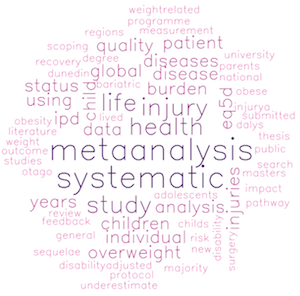 weightrelated
programme
regions measurement
scoping quality patient
recovery degree diseases university
dunedin global disease parents
status bariatric national
using child life burden eq5d obese
obesity ipd lived injury injurya
literature data health submitted
weight dalys
outcome metaanalysis thesis
studies public
otago systematic search
years adolescents masters
review study analysis injuries impact
feedback children childs disability pathway
general individual risk surgery
sequelae overweight new
disabilityadjusted majority
protocol
underestimate